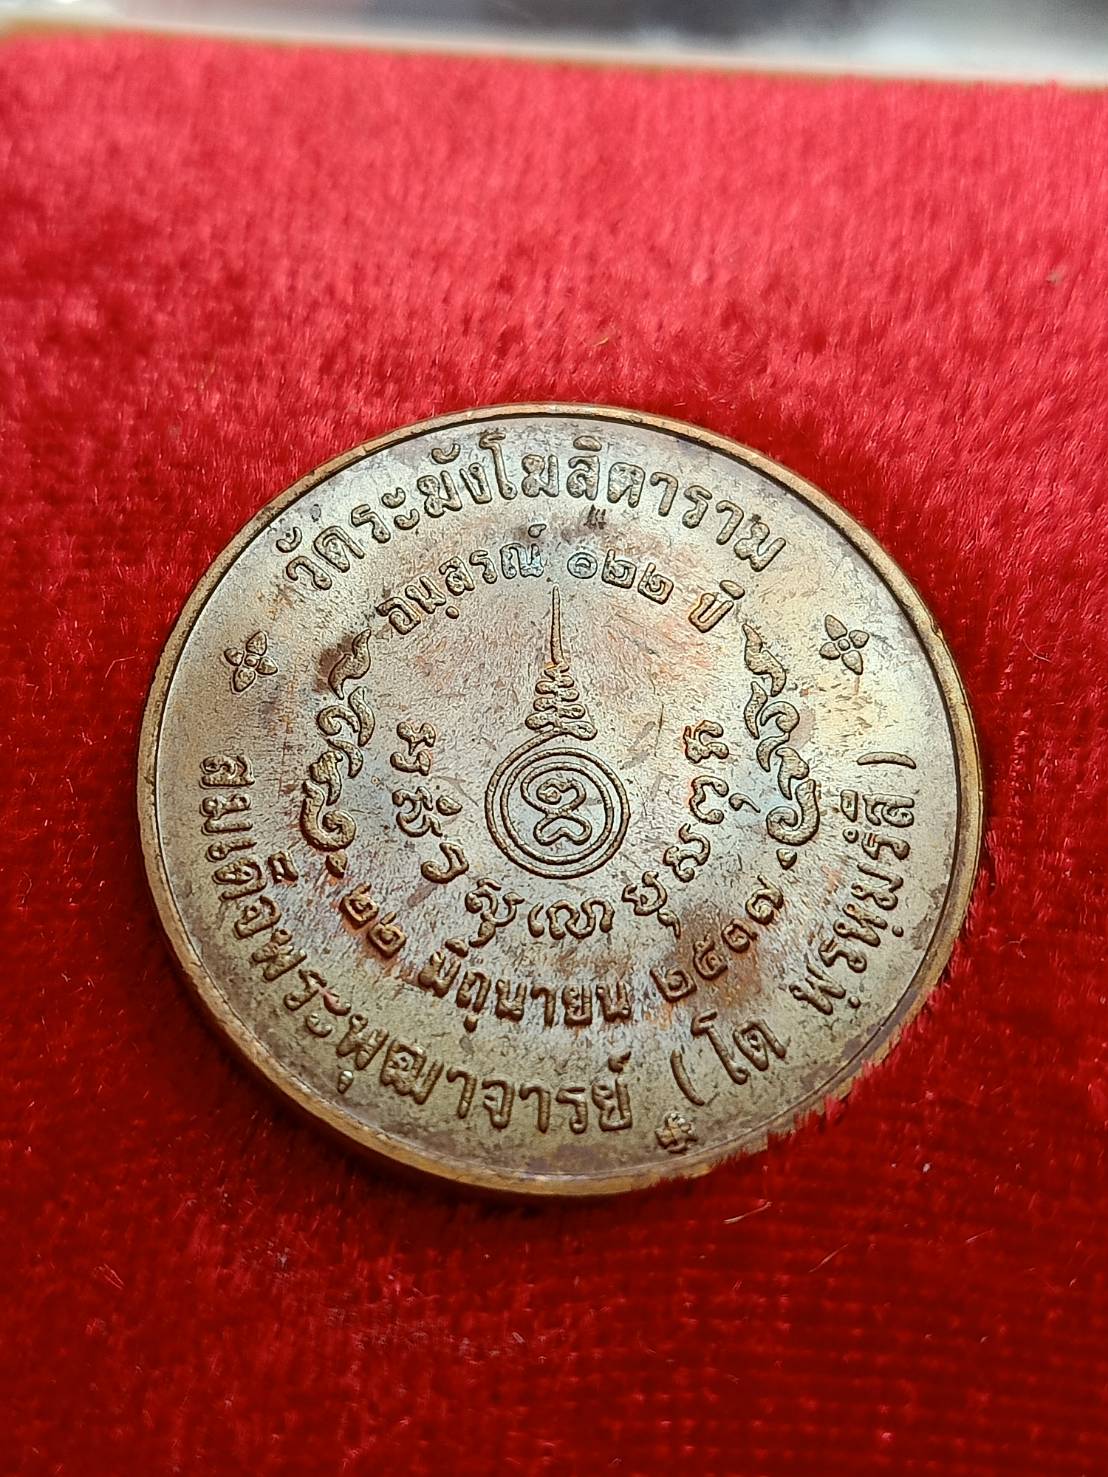 วัดระฆังโฆสิตาราม
อนุสรณ์ ๑๒๒ ปี
๒๒ มิถุนายน ๒๕๓๗
สมเด็จพระพุฒาจารย์ (โต พฺรหฺมรํสี)